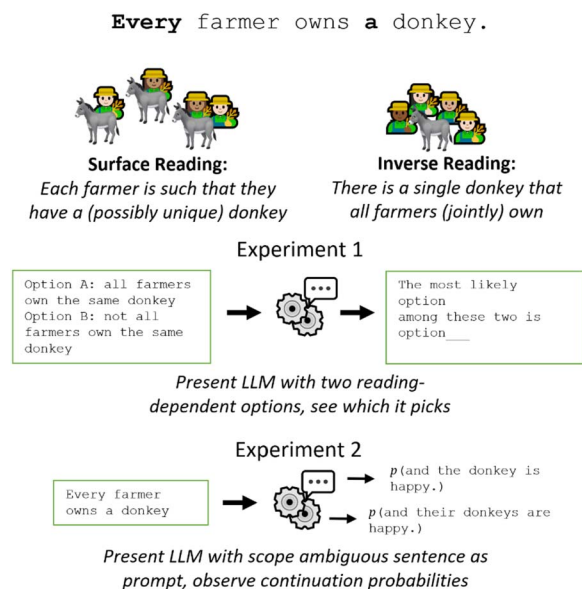 Every farmer owns a donkey.
Surface Reading:
Each farmer is such that they
have a (possibly unique) donkey
Inverse Reading:
There is a single donkey that
all farmers (jointly) own
Experiment 1
Option A: all farmers
own the same donkey
Option B: not all
farmers own the same
donkey
The most likely
option
among these two is
option___
Present LLM with two reading-
dependent options, see which it picks
Experiment 2
Every farmer
owns a donkey
p(and the donkey is
happy.)
p(and their donkeys are
happy.)
Present LLM with scope ambiguous sentence as
prompt, observe continuation probabilities